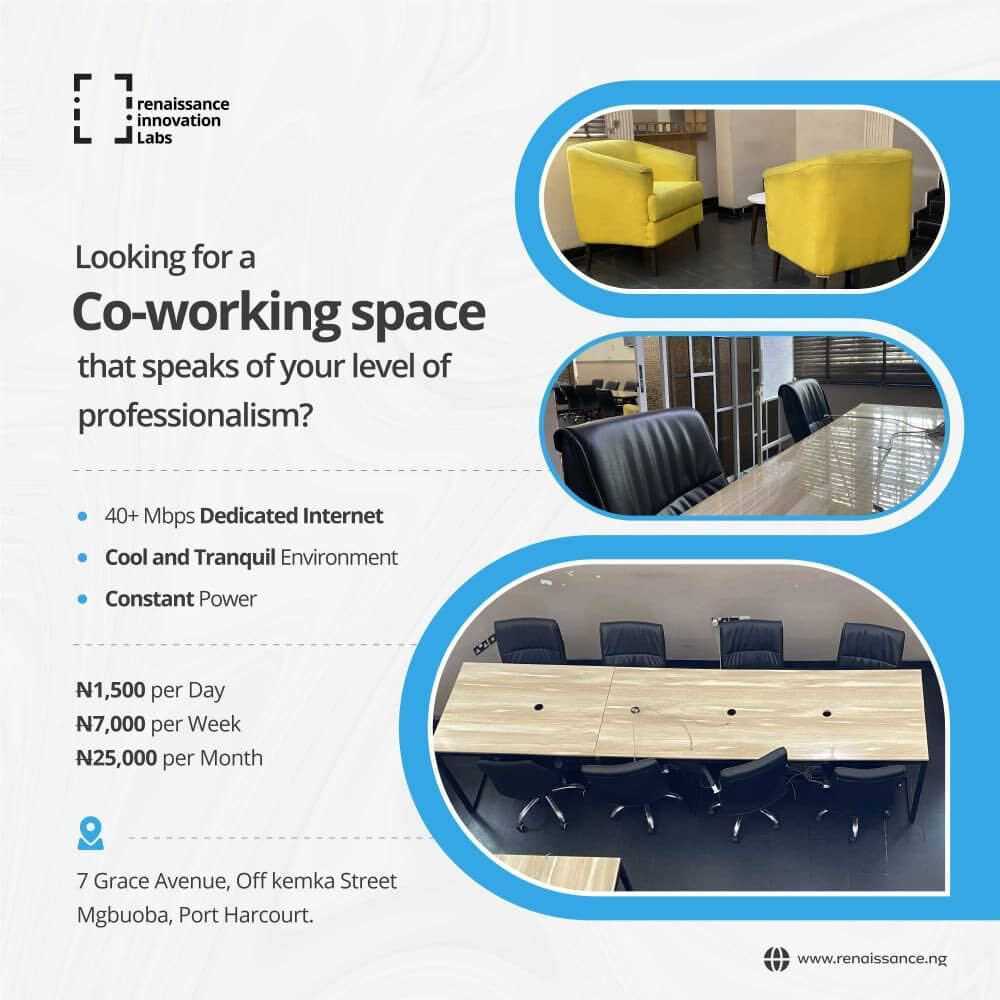 renaissance
innovation
Labs
Looking for a
Co-working space
that speaks of your level of
professionalism?
40+ Mbps Dedicated Internet
Cool and Tranquil Environment
Constant Power
₦1,500 per Day
₦7,000 per Week
₦25,000 per Month
7 Grace Avenue, Off kemka Street
Mgbuoba, Port Harcourt.
www.renaissance.ng